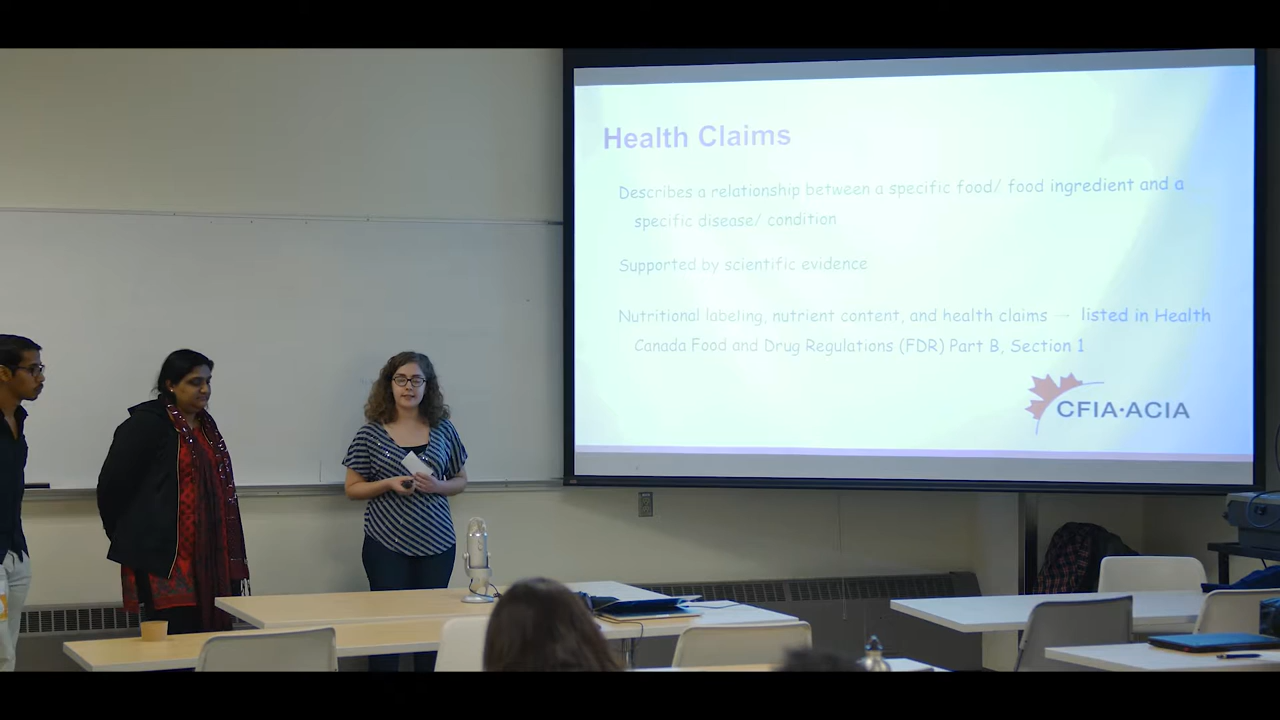 Health Claims
Describes a relationship between a specific food/ food ingredient and a
specific disease/ condition
Supported by scientific evidence
Nutritional labeling, nutrient content, and health claims → listed in Health
Canada Food and Drug Regulations (FDR) Part B, Section 1
CFIA·ACIA